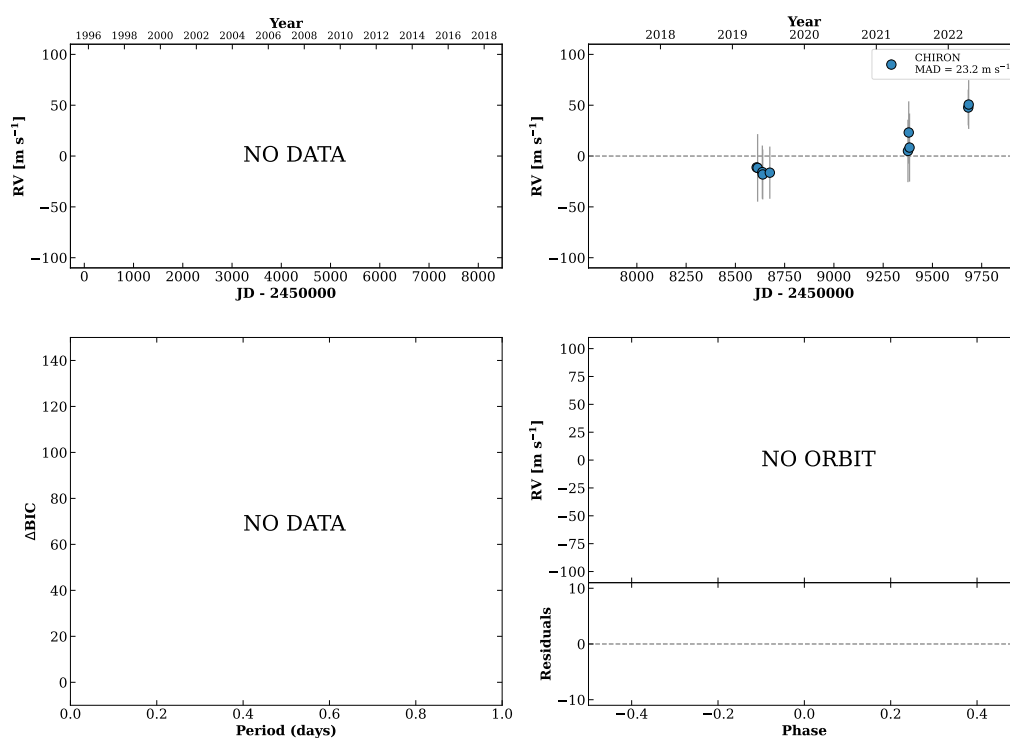 Year
1996 1998 2000 2002 2004 2006 2008 2010 2012 2014 2016 2018
100
50
0
−50
−100
RV [m s⁻¹]
NO DATA
0 1000 2000 3000 4000 5000 6000 7000 8000
JD - 2450000
Year
2018 2019 2020 2021 2022
CHIRON
MAD = 23.2 m s⁻¹
100
50
0
−50
−100
RV [m s⁻¹]
8000 8250 8500 8750 9000 9250 9500 9750
JD - 2450000
140
120
100
80
60
40
20
0
ΔBIC
NO DATA
0.0 0.2 0.4 0.6 0.8 1.0
Period (days)
100
75
50
25
0
−25
−50
−75
−100
RV [m s⁻¹]
NO ORBIT
10
0
−10
Residuals
−0.4 −0.2 0.0 0.2 0.4
Phase